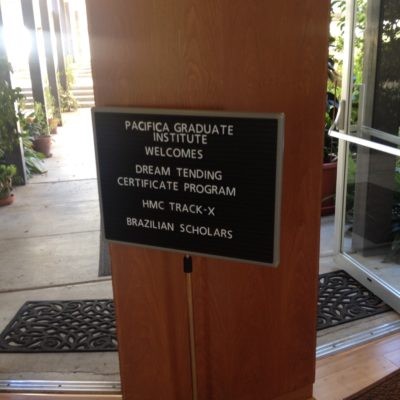 PACIFICA GRADUATE
INSTITUTE
WELCOMES
DREAM TENDING
CERTIFICATE PROGRAM
HMC TRACK-X
BRAZILIAN SCHOLARS